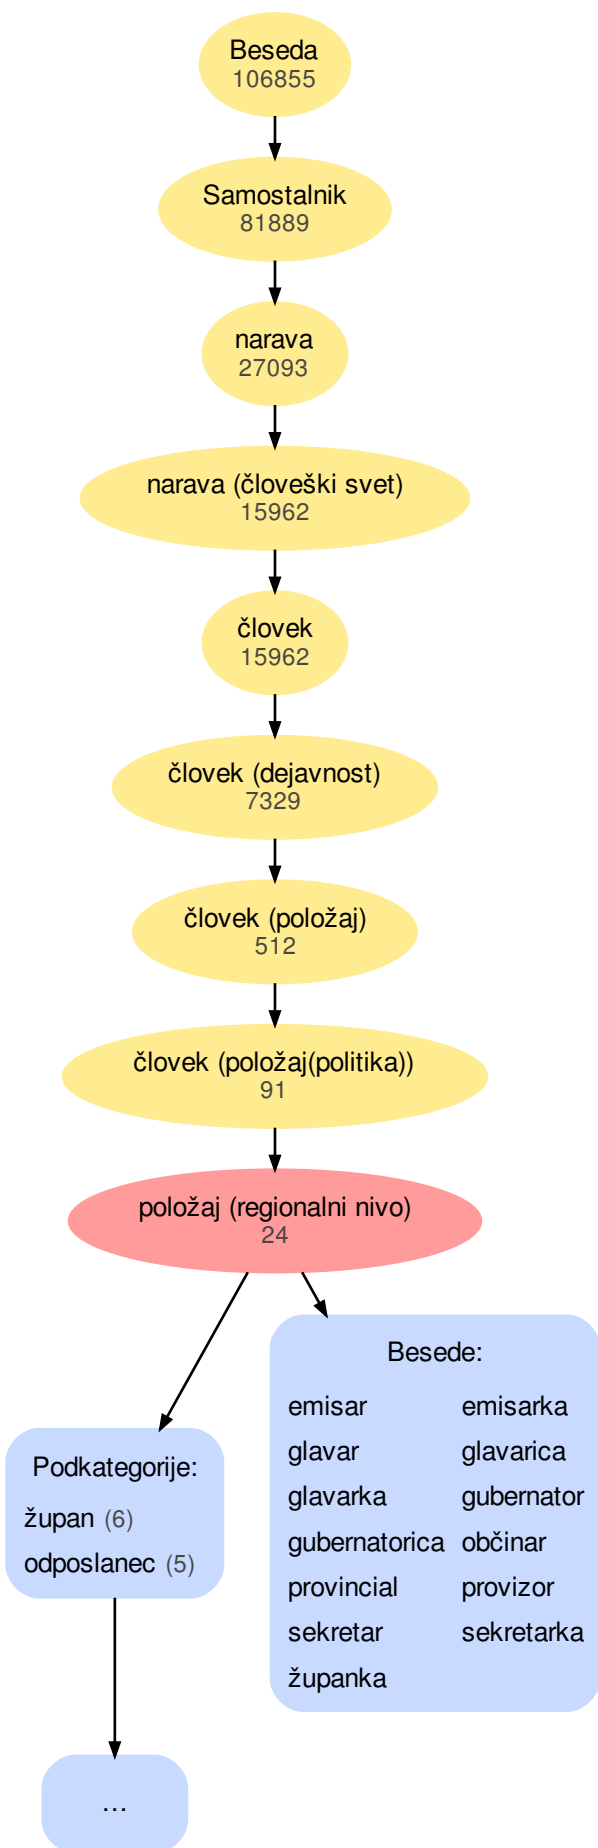 Beseda
106855
Samostalnik
81889
narava
27093
narava (človeški svet)
15962
človek
15962
človek (dejavnost)
7329
človek (položaj)
512
človek (položaj(politika))
91
položaj (regionalni nivo)
24
Besede:
emisar emisarka
glavar glavarica
glavarka gubernator
gubernatorica občinar
provincial provizor
sekretar sekretarka
županka
Podkategorije:
župan (6)
odposlanec (5)
...